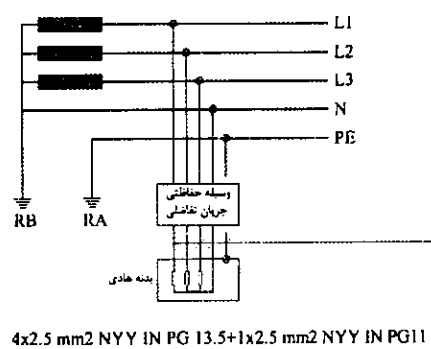 L1
L2
L3
N
PE
RB
RA
وسیله حفاظتی
جریان تفاضلی
بدنه هادی
4x2.5 mm2 NYY IN PG 13.5+1x2.5 mm2 NYY IN PG11